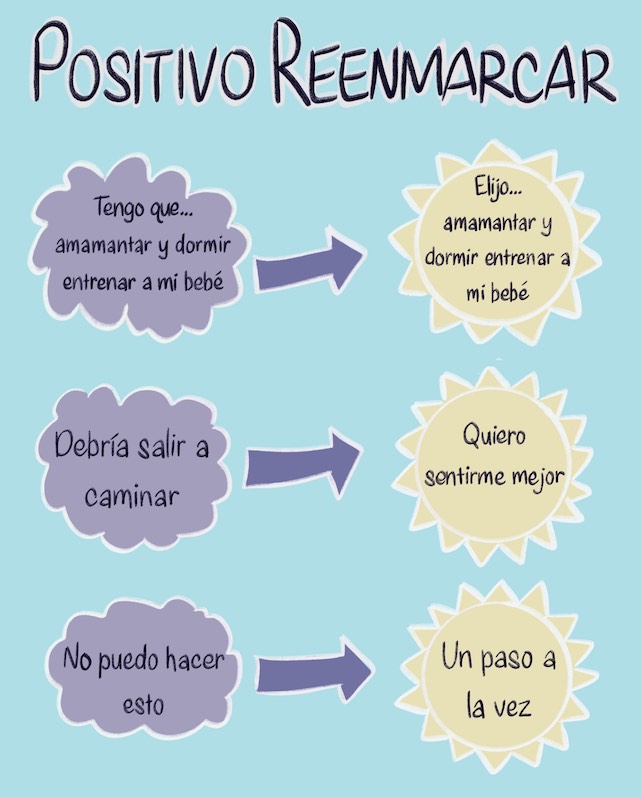 POSITIVO REENMARCAR
Tengo que...
amamantar y dormir
entrenar a mi bebé
Elijo...
amamantar y
dormir entrenar a
mi bebé
Debría salir a
caminar
Quiero
sentirme mejor
No puedo hacer
esto
Un paso a
la vez